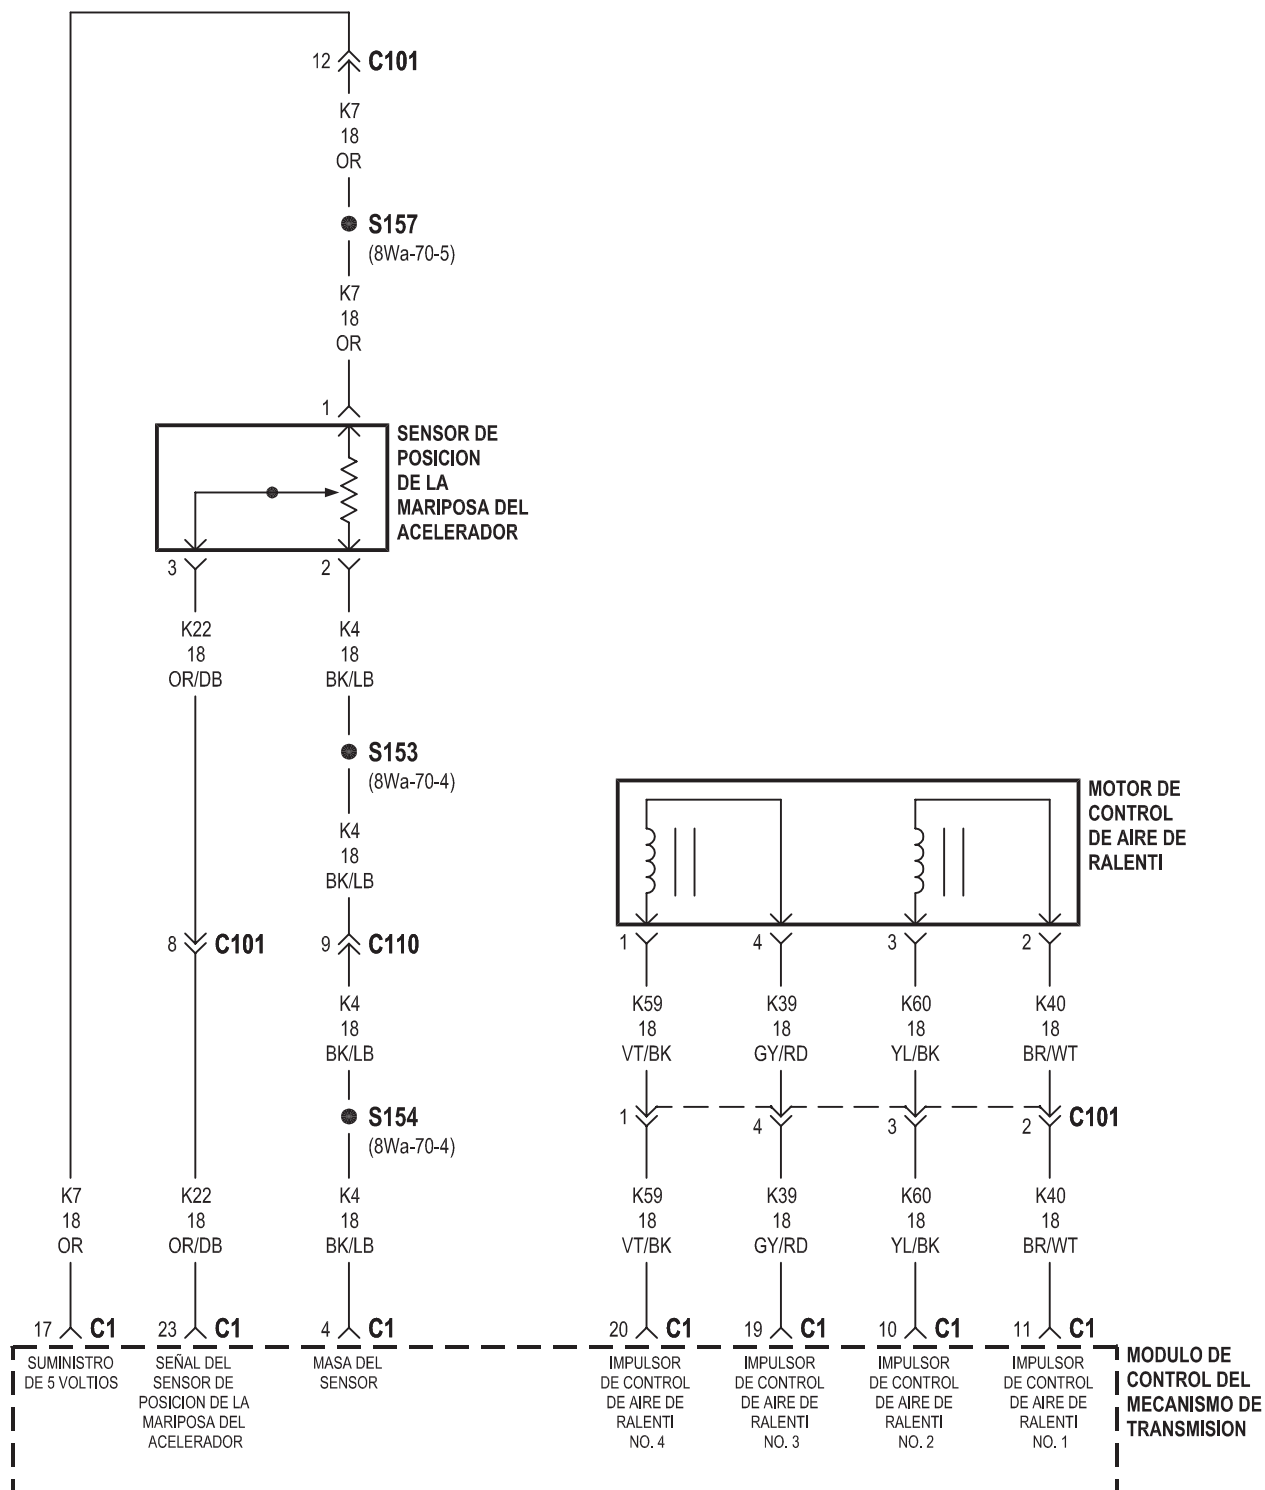 12 C101
K7
18
OR
S157
(8Wa-70-5)
K7
18
OR
1
SENSOR DE
POSICION
DE LA
MARIPOSA DEL
ACELERADOR
3 2
K22 K4
18 18
OR/DB BK/LB
S153
(8Wa-70-4)
MOTOR DE
CONTROL
DE AIRE DE
RALENTI
K4
18
BK/LB
8 C101 9 C110 1 4 3 2
K4 K59 K39 K60 K40
18 18 18 18 18
BK/LB VT/BK GY/RD YL/BK BR/WT
S154 1 4 3 2 C101
(8Wa-70-4)
K7 K22 K4 K59 K39 K60 K40
18 18 18 18 18 18 18
OR OR/DB BK/LB VT/BK GY/RD YL/BK BR/WT
17 C1 23 C1 4 C1 20 C1 19 C1 10 C1 11 C1
SUMINISTRO
DE 5 VOLTIOS
SEÑAL DEL
SENSOR DE
POSICION DE LA
MARIPOSA DEL
ACELERADOR
MASA DEL
SENSOR
IMPULSOR
DE CONTROL
DE AIRE DE
RALENTI
NO. 4
IMPULSOR
DE CONTROL
DE AIRE DE
RALENTI
NO. 3
IMPULSOR
DE CONTROL
DE AIRE DE
RALENTI
NO. 2
IMPULSOR
DE CONTROL
DE AIRE DE
RALENTI
NO. 1
MODULO DE
CONTROL DEL
MECANISMO DE
TRANSMISION